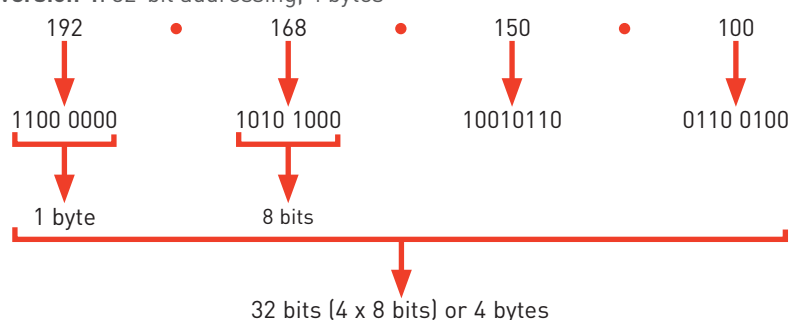 192 • 168 • 150 • 100
1100 0000 1010 1000 10010110 0110 0100
1 byte 8 bits
32 bits (4 x 8 bits) or 4 bytes